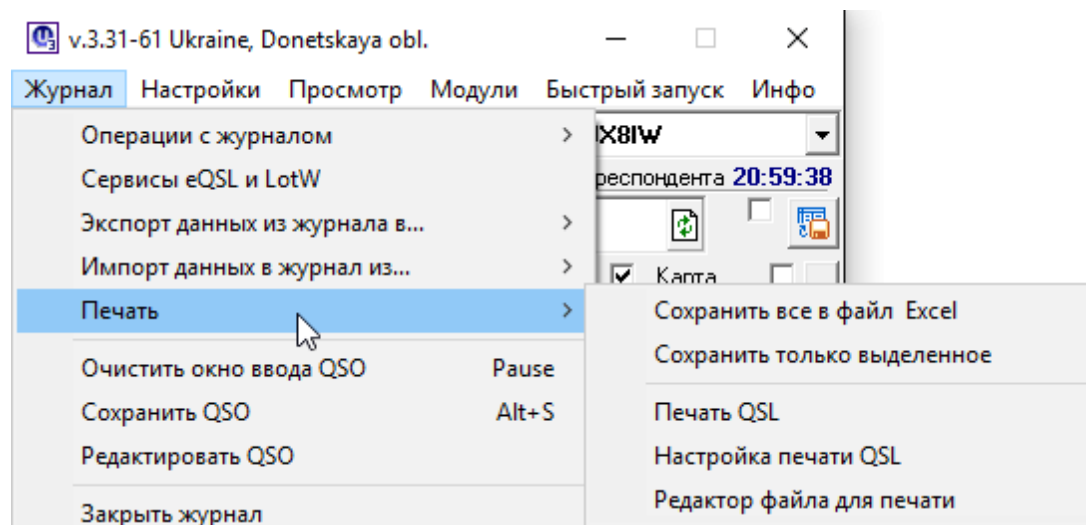 v.3.31-61 Ukraine, Donetskaya obl.
Журнал Настройки Просмотр Модули Быстрый запуск Инфо
Операции с журналом
X8IW
Сервисы eQSL и LotW
респондента 20:59:38
Экспорт данных из журнала в...
Импорт данных в журнал из...
Карта
Печать
Сохранить все в файл Excel
Сохранить только выделенное
Очистить окно ввода QSO Pause
Сохранить QSO Alt+S
Печать QSL
Редактировать QSO
Настройка печати QSL
Редактор файла для печати
Закрыть журнал